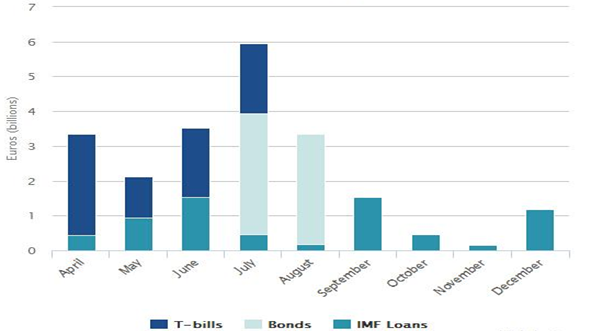 7
6
5
4
3
2
1
0
Euros (billions)
April
May
June
July
August
September
October
November
December
T-bills
Bonds
IMF Loans